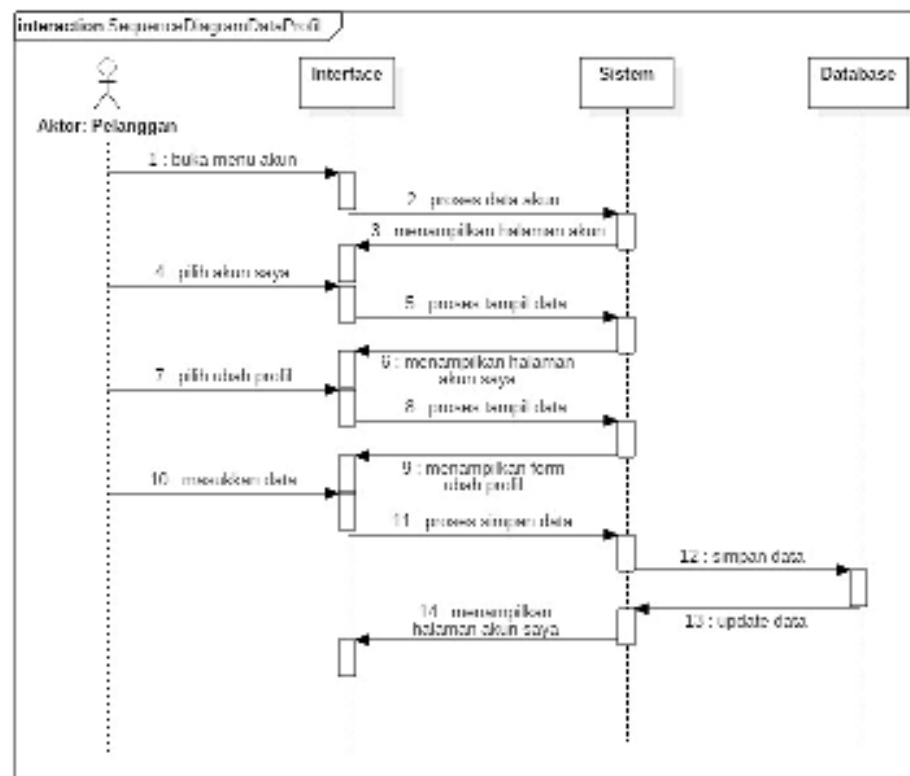 interaction SequenceDiagramDataProfil
Interface
Sistem
Database
Aktor: Pelanggan
1 : buka menu akun
2 : proses data akun
3 : menampilkan halaman akun
4 : pilih akun saya
5 : proses tampil data
6 : menampilkan halaman
akun saya
7 : pilih ubah profil
8 : proses tampil data
9 : menampilkan form
ubah profil
10 : masukkan data
11 : proses simpan data
12 : simpan data
13 : update data
14 : menampilkan
halaman akun saya